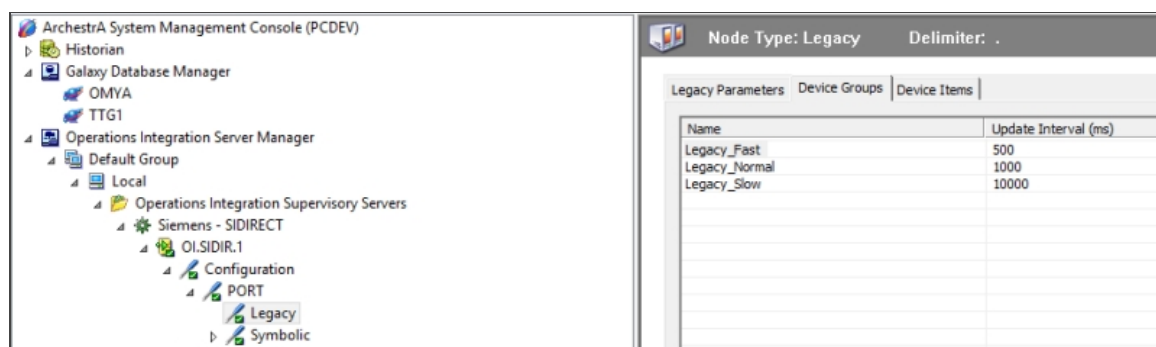 ArchestrA System Management Console (PCDEV)
Historian
Galaxy Database Manager
OMYA
TTG1
Operations Integration Server Manager
Default Group
Local
Operations Integration Supervisory Servers
Siemens - SIDIRECT
OI.SIDIR.1
Configuration
PORT
Legacy
Symbolic
Node Type: Legacy Delimiter: .
Legacy Parameters Device Groups Device Items
Name Update Interval (ms)
Legacy_Fast 500
Legacy_Normal 1000
Legacy_Slow 10000